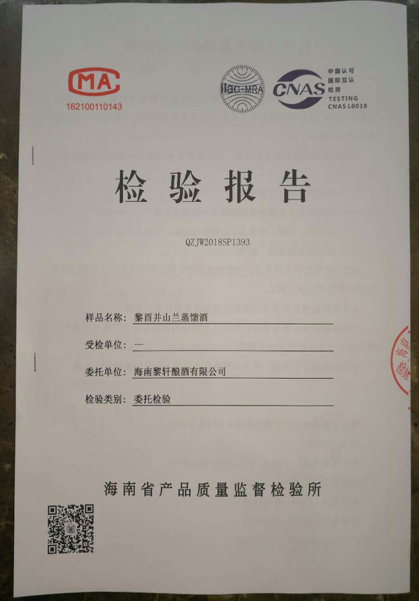 CMA
162100110143
ilac-MRA
CNAS
中国认可
国际互认
检测
TESTING
CNAS L0018
检验报告
QZJW2018SP1393
样品名称: 黎酉井山兰蒸馏酒
受检单位: —
委托单位: 海南黎轩酿酒有限公司
检验类别: 委托检验
海南省产品质量监督检验所